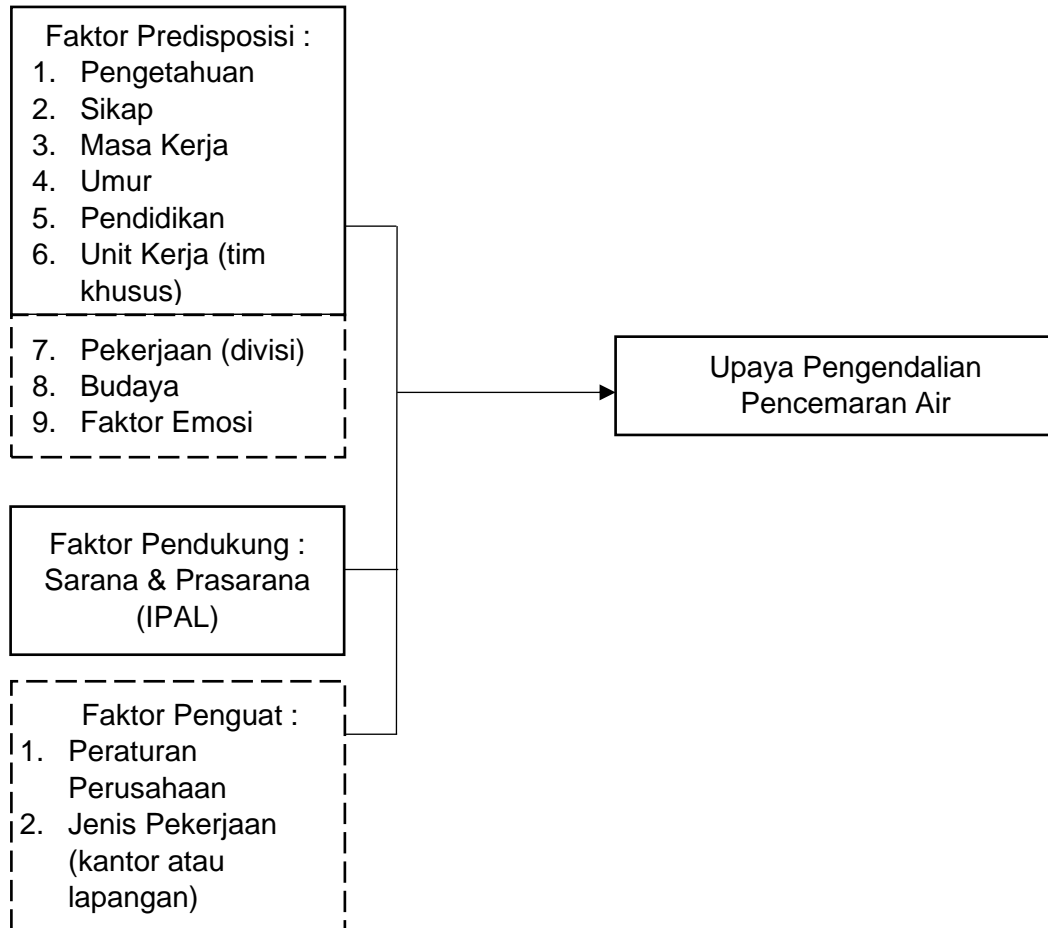 Faktor Predisposisi :
1. Pengetahuan
2. Sikap
3. Masa Kerja
4. Umur
5. Pendidikan
6. Unit Kerja (tim
khusus)
7. Pekerjaan (divisi)
8. Budaya
9. Faktor Emosi
Upaya Pengendalian
Pencemaran Air
Faktor Pendukung :
Sarana & Prasarana
(IPAL)
Faktor Penguat :
1. Peraturan
Perusahaan
2. Jenis Pekerjaan
(kantor atau
lapangan)